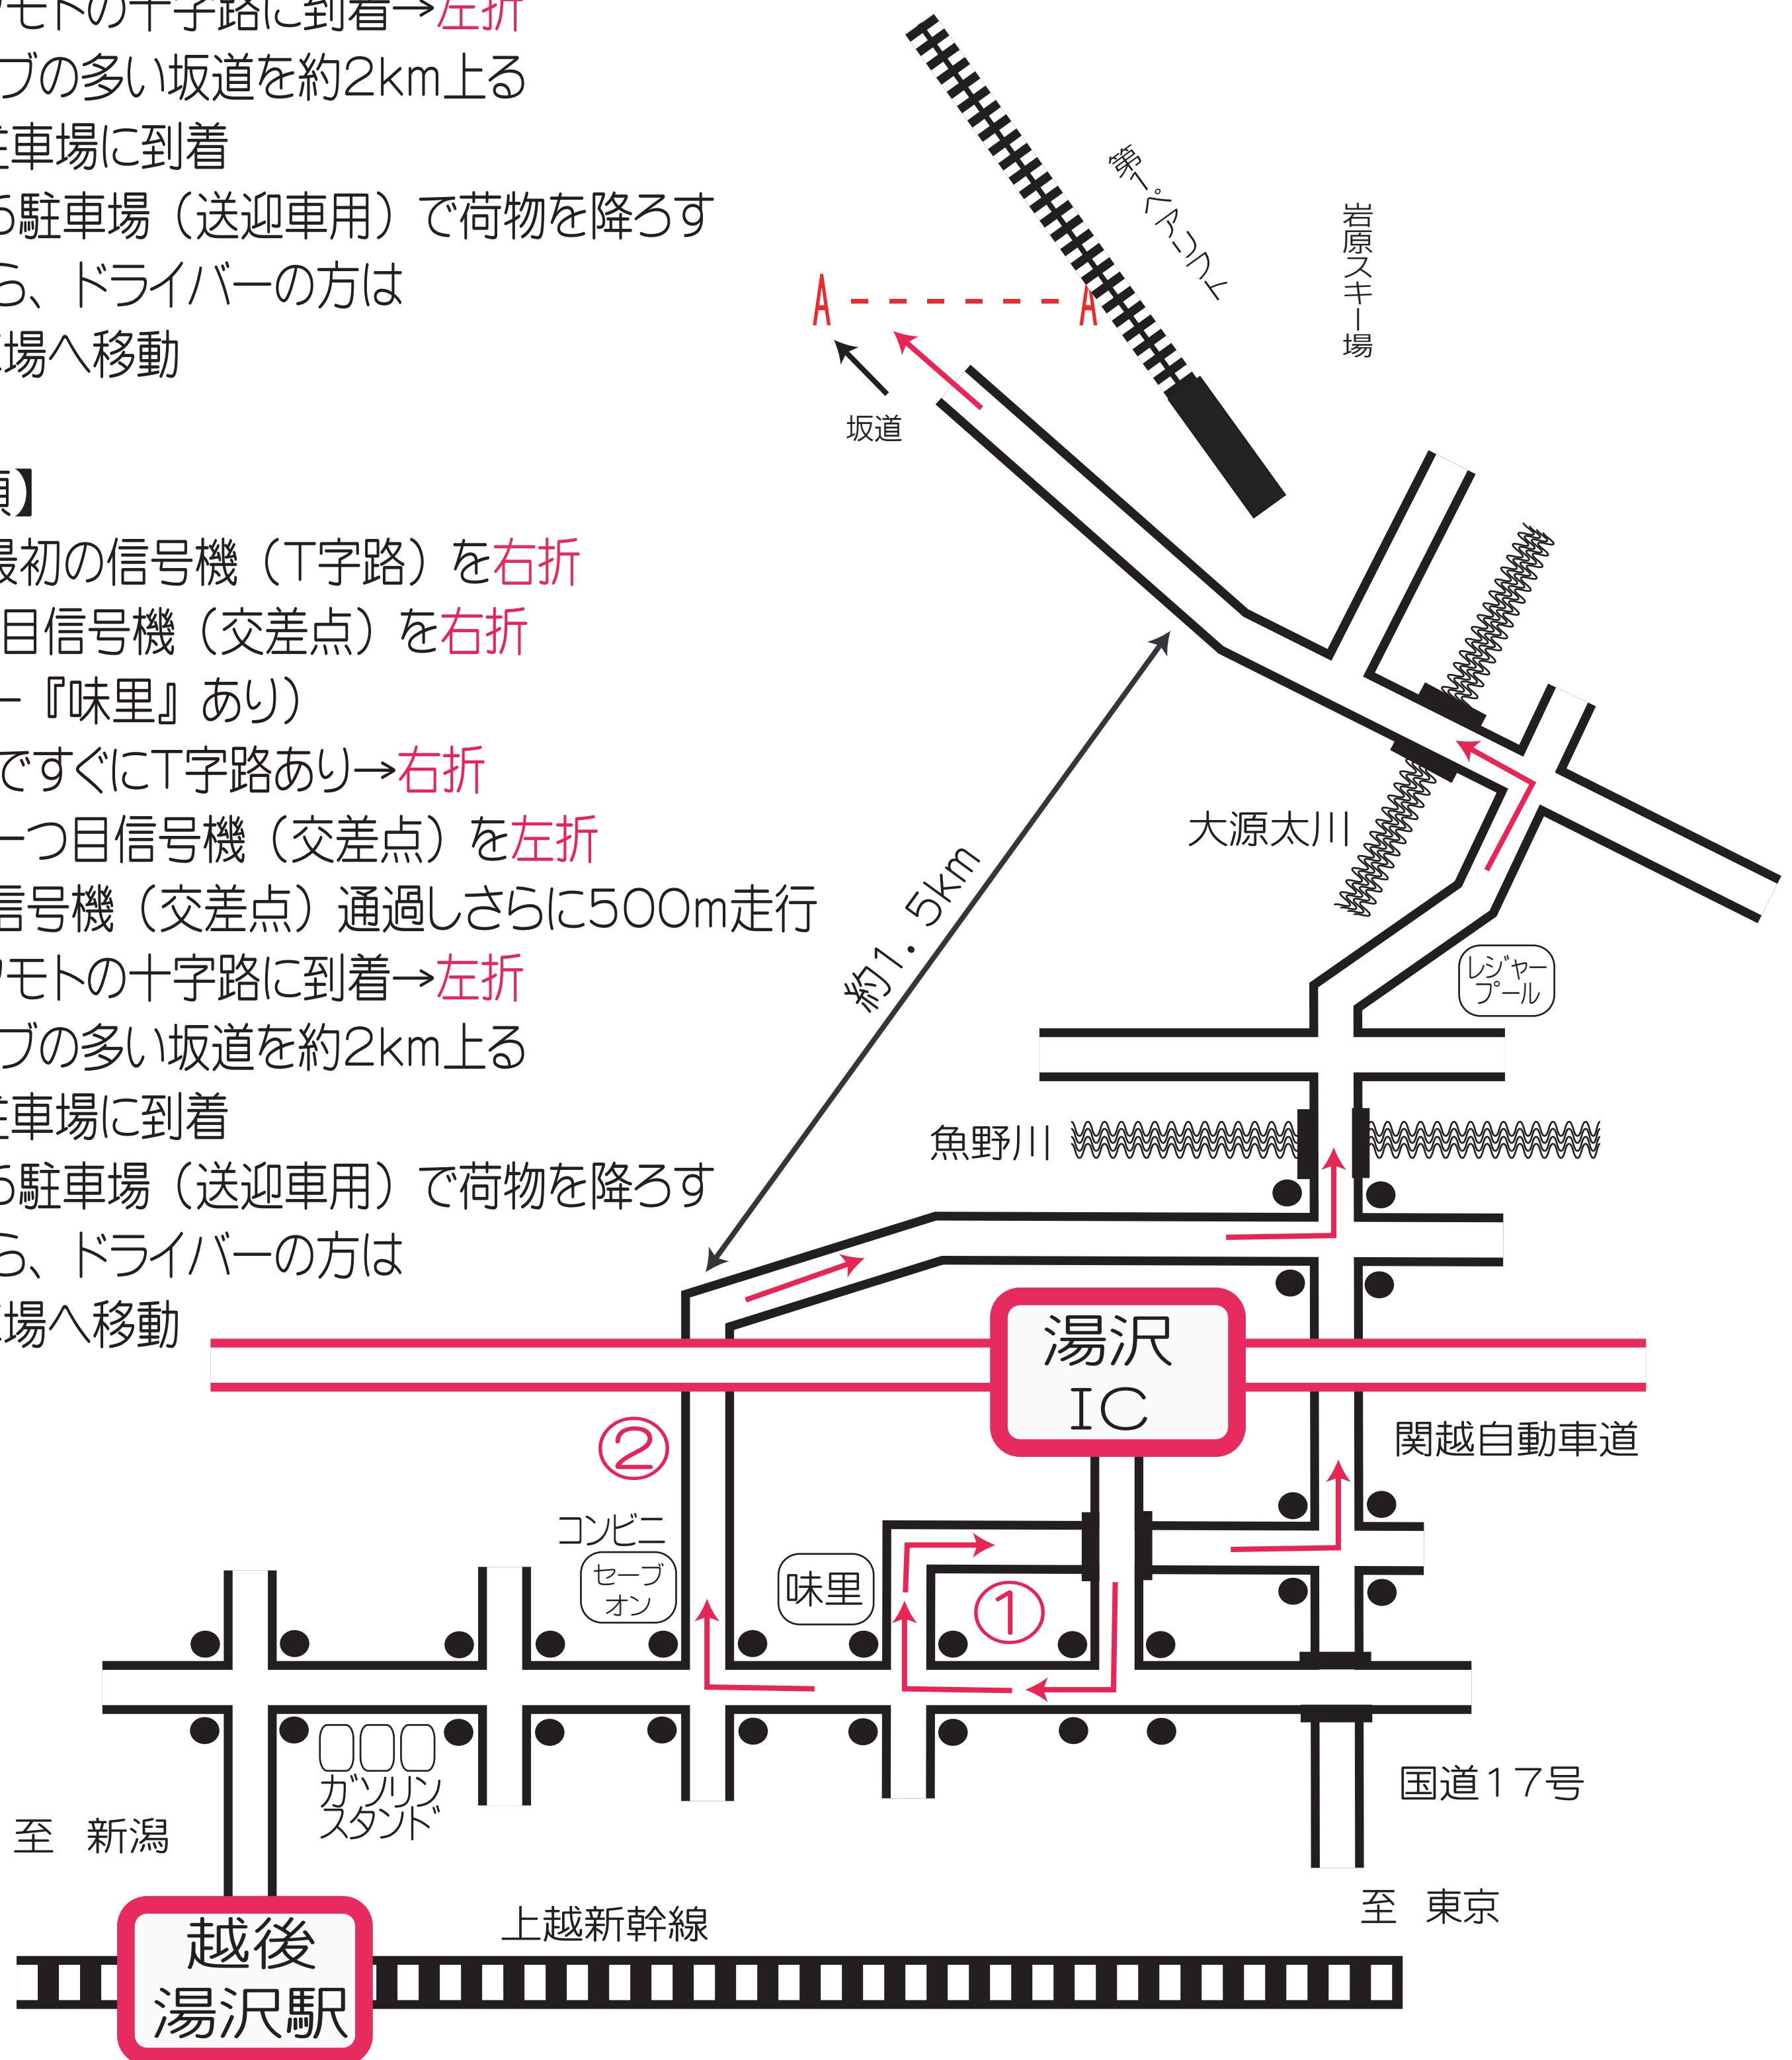 モトの十字路に到着→左折
ブの多い坂道を約2km上る
車場に到着
駐車場（送迎車用）で荷物を降ろす
ら、ドライバーの方は
場へ移動
】
最初の信号機（T字路）を右折
目信号機（交差点）を右折
ー『味里』あり）
ですぐにT字路あり→右折
一つ目信号機（交差点）を左折
信号機（交差点）通過しさらに500m走行
モトの十字路に到着→左折
ブの多い坂道を約2km上る
車場に到着
駐車場（送迎車用）で荷物を降ろす
ら、ドライバーの方は
場へ移動
第1ペアリフト
岩原スキー場
A
A
坂道
大源太川
約1.5km
レジャー
プール
魚野川
湯沢
IC
関越自動車道
②
コンビニ
セーブ
オン
味里
①
ガソリン
スタンド
国道17号
至 新潟
至 東京
上越新幹線
越後
湯沢駅